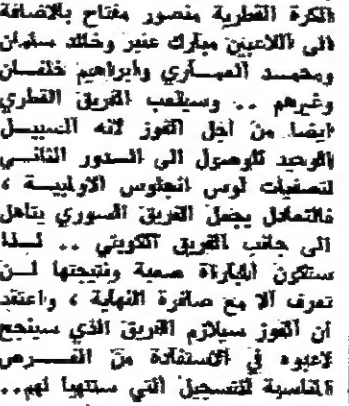 الكرة القطرية منصور مفتاح بالاضافة
الى اللاعبين مبارك عنبر وخالد سلمان
ومحمد العماري وابراهيم خلفان
وغيرهم .. وسيلعب الفريق القطري
ايضا من اجل الفوز لانه السبيل
الوحيد للوصول الى الدور الثاني
لتصفيات لوس انجلوس الاولمبية ،
فالتعادل يجعل الفريق السوري يتاهل
الى جانب الفريق الكويتي .. لذا
ستكون المباراة صعبة ونتيجتها لن
تعرف الا مع صافرة النهاية ، واعتقد
ان الفوز سيلازم الفريق الذي سينجح
لاعبوه في الاستفادة من الفرص
المناسبة للتسجيل التي ستتهيا لهم ..